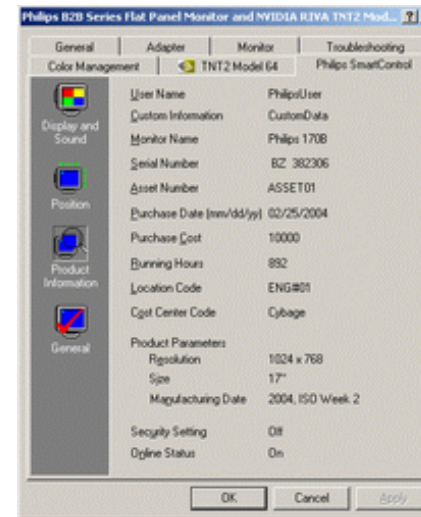 Philips B2B Series Flat Panel Monitor and NVIDIA RIVA TNT2 Mod... ?
General Adapter Monitor Troubleshooting
Color Management TNT2 Model 64 Philips SmartControl
Display and Sound
Position
Product Information
General
User Name PhilipsUser
Custom Information CustomData
Monitor Name Philips 170B
Serial Number BZ 382306
Asset Number ASSET01
Purchase Date (mm/dd/yy) 02/25/2004
Purchase Cost 10000
Running Hours 892
Location Code ENG#01
Cost Center Code Cybage
Product Parameters
Resolution 1024 x 768
Size 17"
Manufacturing Date 2004, ISO Week 2
Security Setting Off
Online Status On
OK Cancel Apply